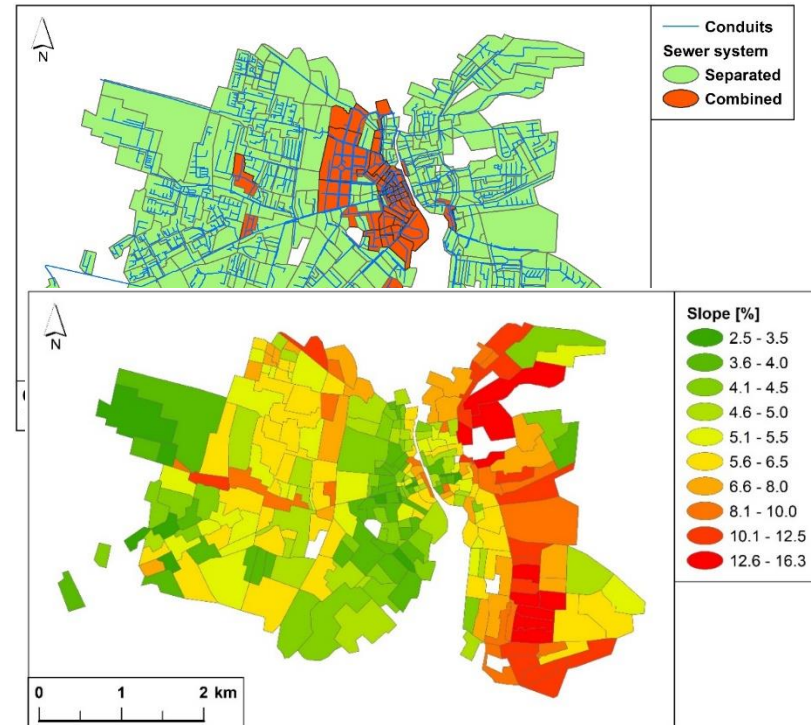 N
Conduits
Sewer system
Separated
Combined
N
Slope [%]
2.5 - 3.5
3.6 - 4.0
4.1 - 4.5
4.6 - 5.0
5.1 - 5.5
5.6 - 6.5
6.6 - 8.0
8.1 - 10.0
10.1 - 12.5
12.6 - 16.3
0 1 2 km